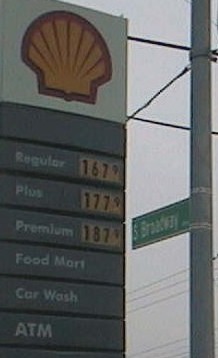 Regular 167 9
Plus 177 9
Premium 187 9
Food Mart
Car Wash
ATM
S Broadway